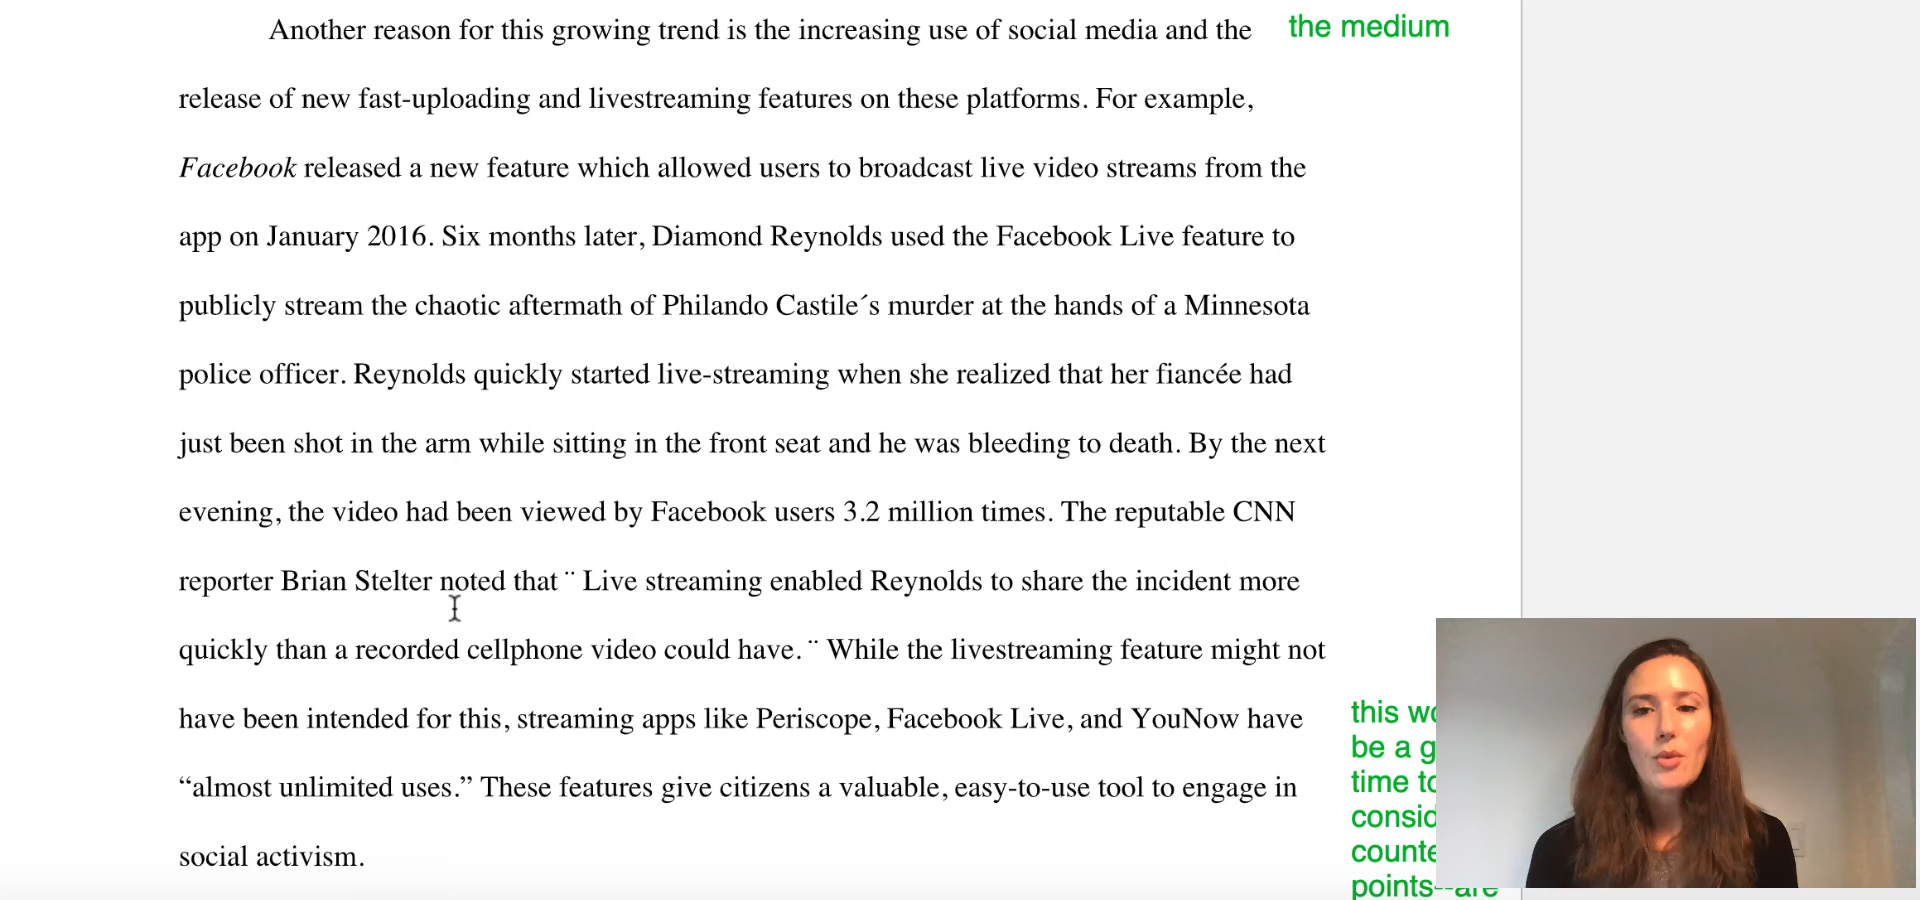 Another reason for this growing trend is the increasing use of social media and the
release of new fast-uploading and livestreaming features on these platforms. For example,
Facebook released a new feature which allowed users to broadcast live video streams from the
app on January 2016. Six months later, Diamond Reynolds used the Facebook Live feature to
publicly stream the chaotic aftermath of Philando Castile´s murder at the hands of a Minnesota
police officer. Reynolds quickly started live-streaming when she realized that her fiancée had
just been shot in the arm while sitting in the front seat and he was bleeding to death. By the next
evening, the video had been viewed by Facebook users 3.2 million times. The reputable CNN
reporter Brian Stelter noted that ¨ Live streaming enabled Reynolds to share the incident more
quickly than a recorded cellphone video could have. ¨ While the livestreaming feature might not
have been intended for this, streaming apps like Periscope, Facebook Live, and YouNow have
“almost unlimited uses.” These features give citizens a valuable, easy-to-use tool to engage in
social activism.
the medium
this
be a
time
points--are